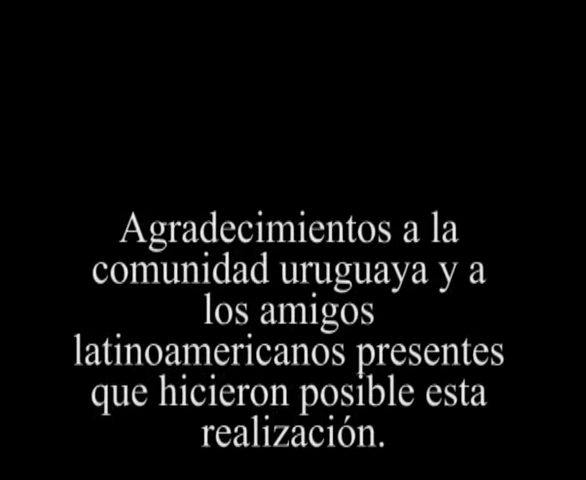 Agradecimientos a la
comunidad uruguaya y a
los amigos
latinoamericanos presentes
que hicieron posible esta
realización.